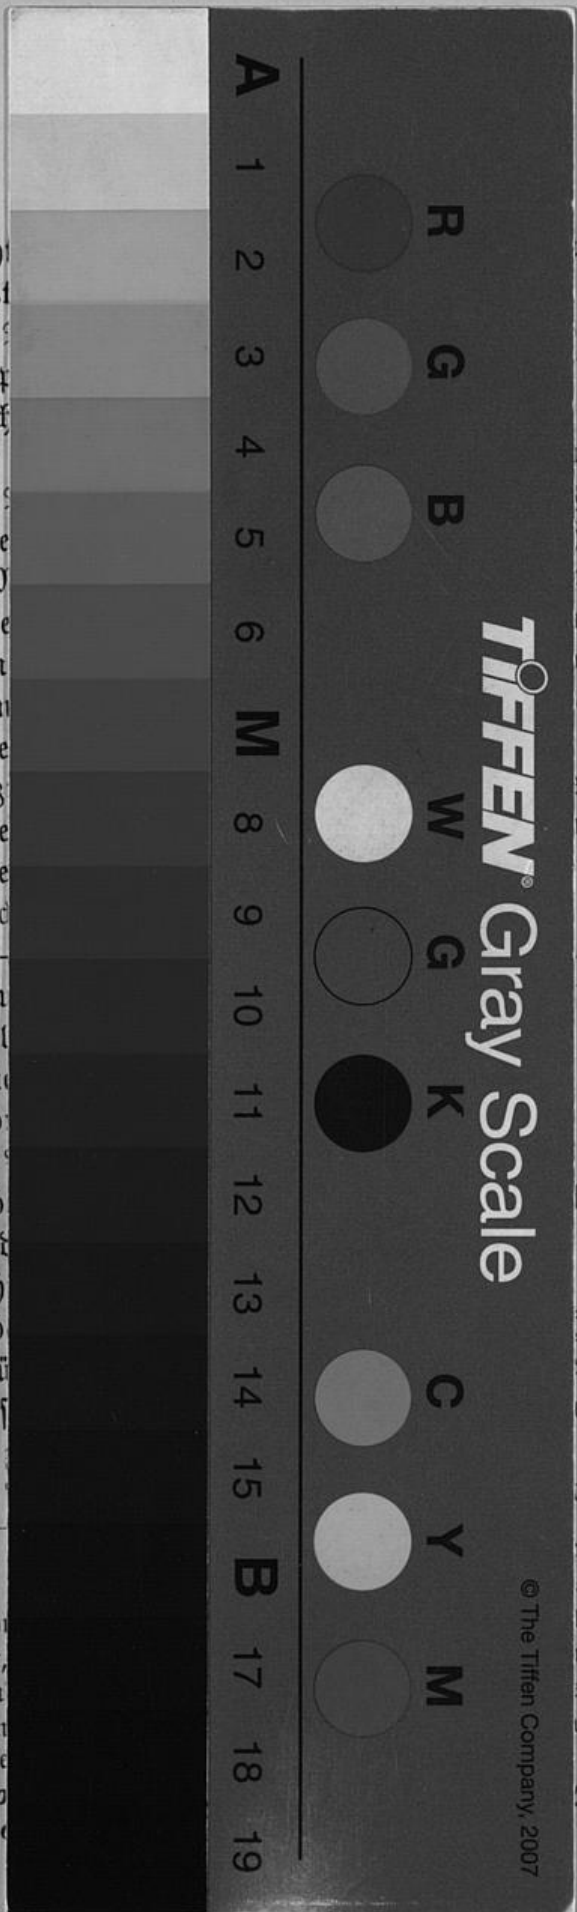 TIFFEN® Gray Scale
© The Tiffen Company, 2007
R G B W G K C Y M
A 1 2 3 4 5 6 M 8 9 10 11 12 13 14 15 B 17 18 19